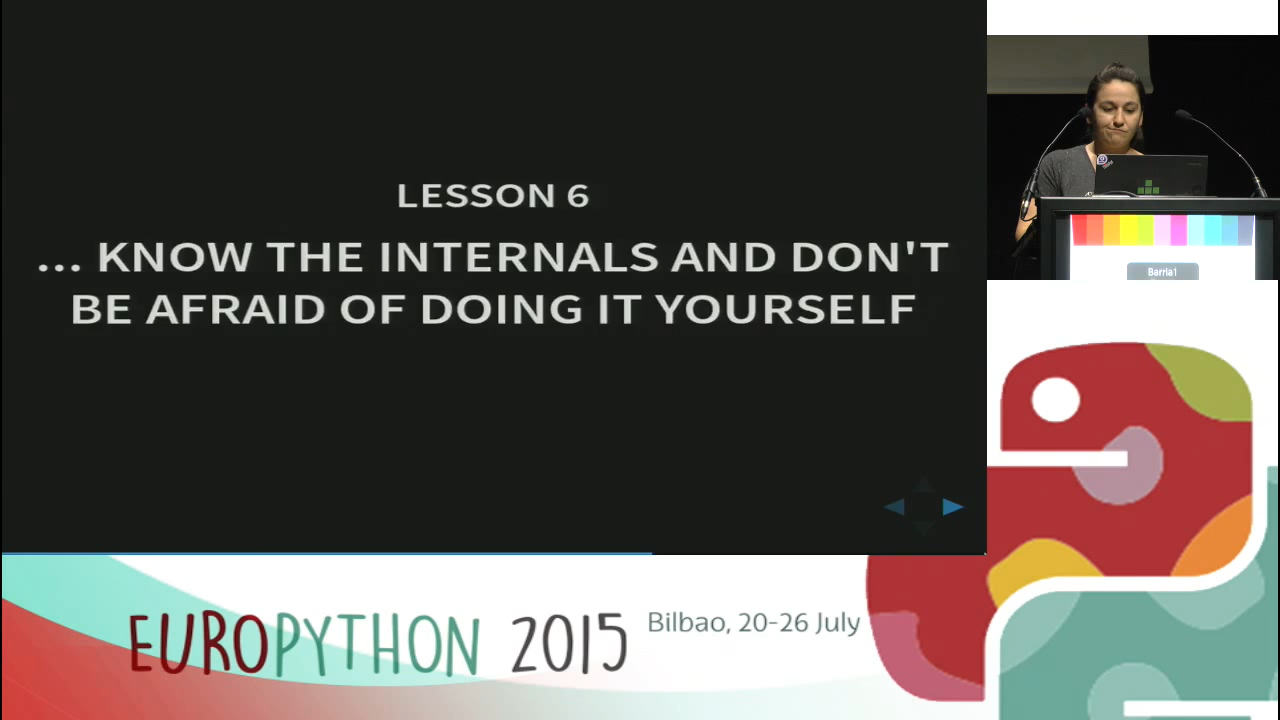 LESSON 6
... KNOW THE INTERNALS AND DON'T
BE AFRAID OF DOING IT YOURSELF
Barria1
EUROPYTHON 2015
Bilbao, 20-26 July